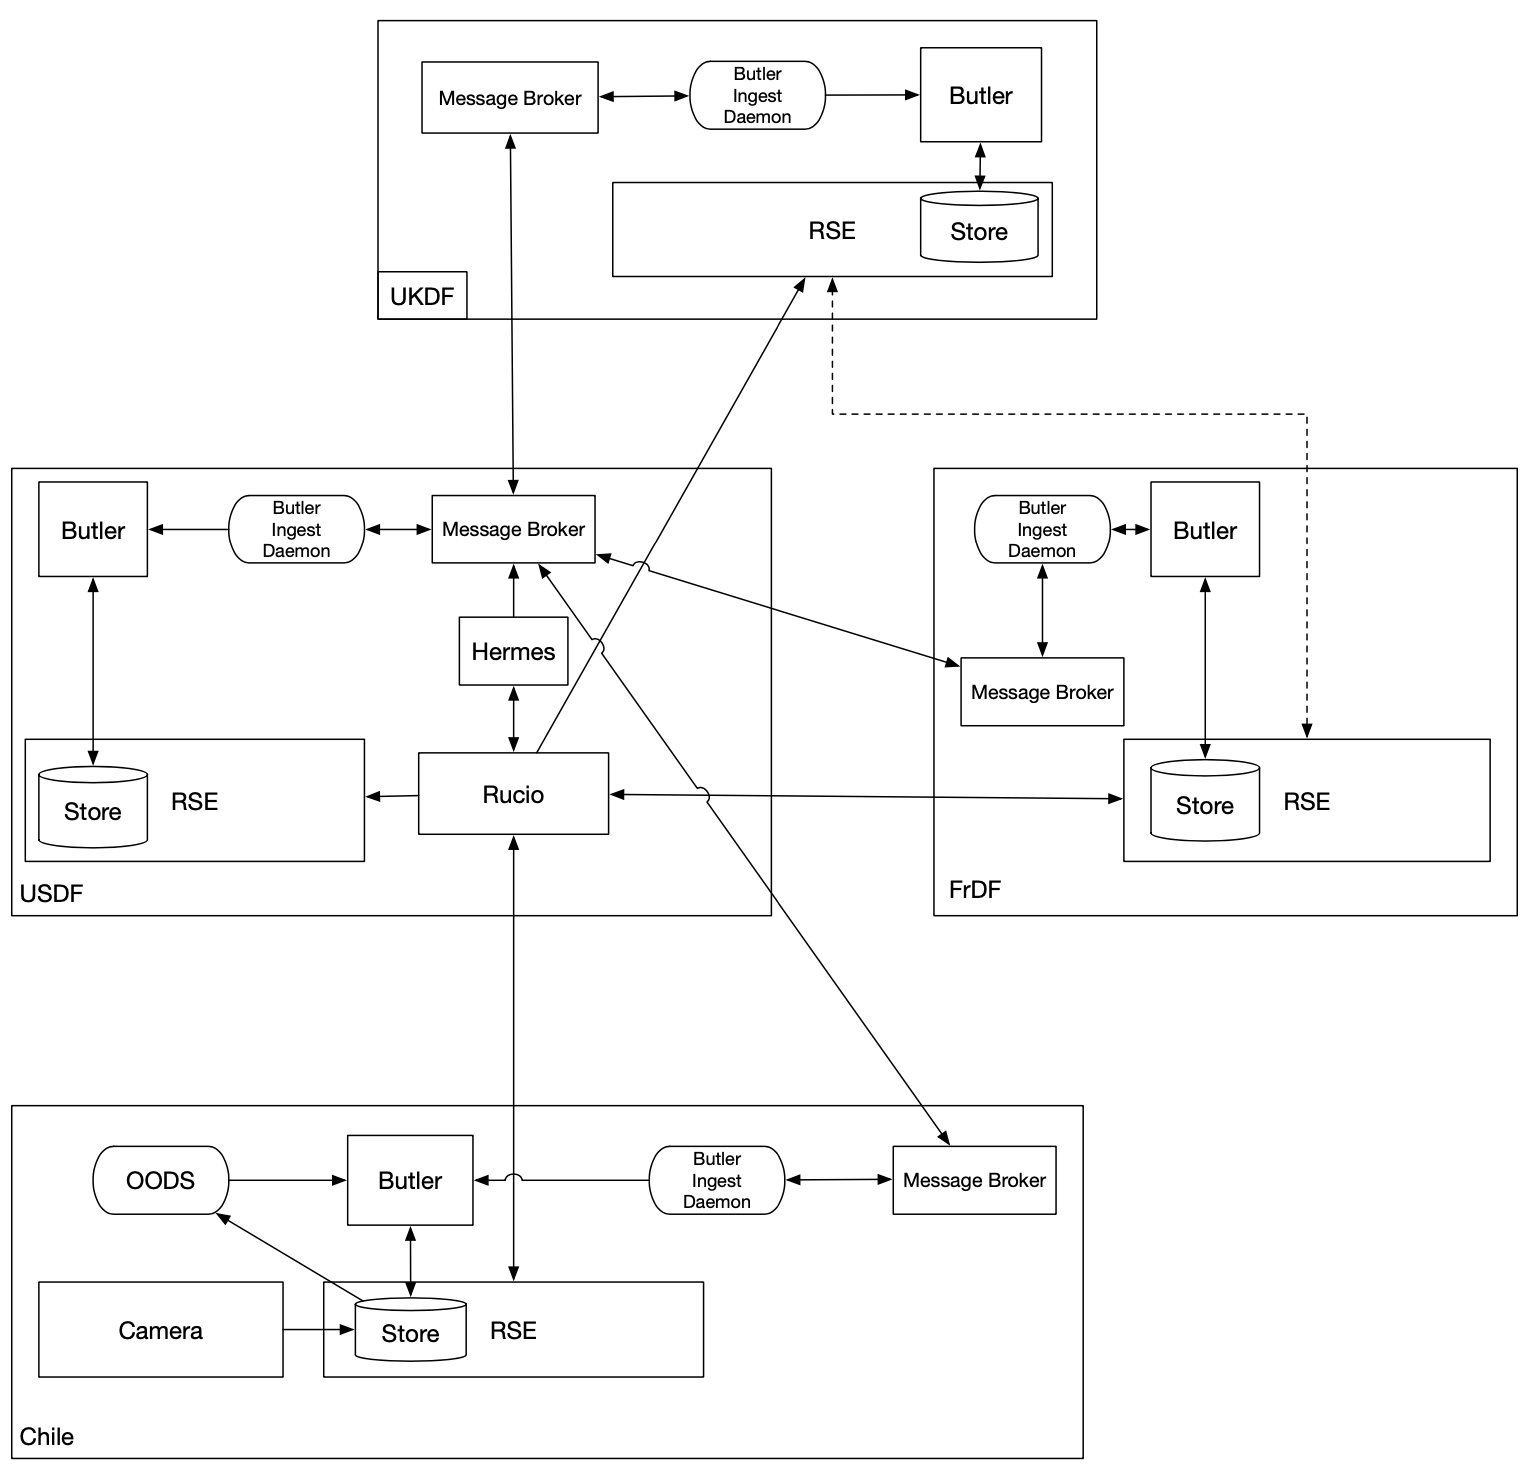 Message Broker
Butler
Ingest
Daemon
Butler
RSE
Store
UKDF
Butler
Butler
Ingest
Daemon
Message Broker
Hermes
Rucio
Store
RSE
USDF
Butler
Ingest
Daemon
Butler
Message Broker
Store
RSE
FrDF
OODS
Butler
Butler
Ingest
Daemon
Message Broker
Camera
Store
RSE
Chile